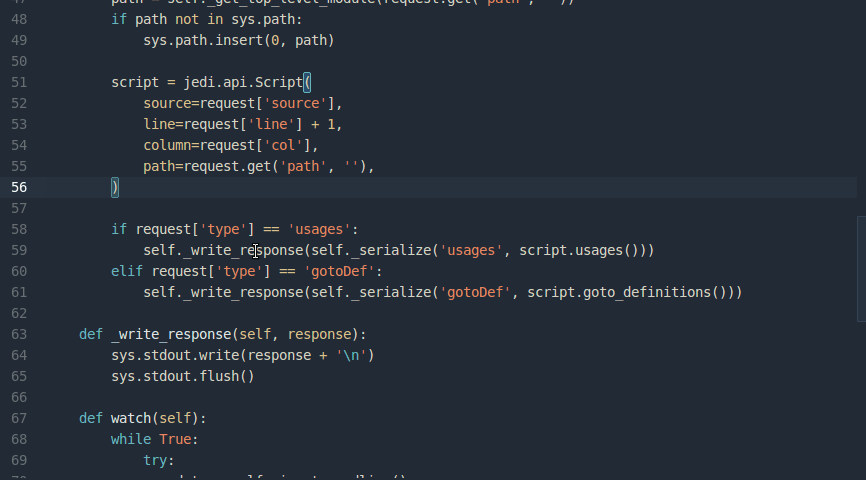 48 if path not in sys.path:
49 sys.path.insert(0, path)
50
51 script = jedi.api.Script(
52 source=request['source'],
53 line=request['line'] + 1,
54 column=request['col'],
55 path=request.get('path', ''),
56 )
57
58 if request['type'] == 'usages':
59 self._write_response(self._serialize('usages', script.usages()))
60 elif request['type'] == 'gotoDef':
61 self._write_response(self._serialize('gotoDef', script.goto_definitions()))
62
63 def _write_response(self, response):
64 sys.stdout.write(response + '\n')
65 sys.stdout.flush()
66
67 def watch(self):
68 while True:
69 try: